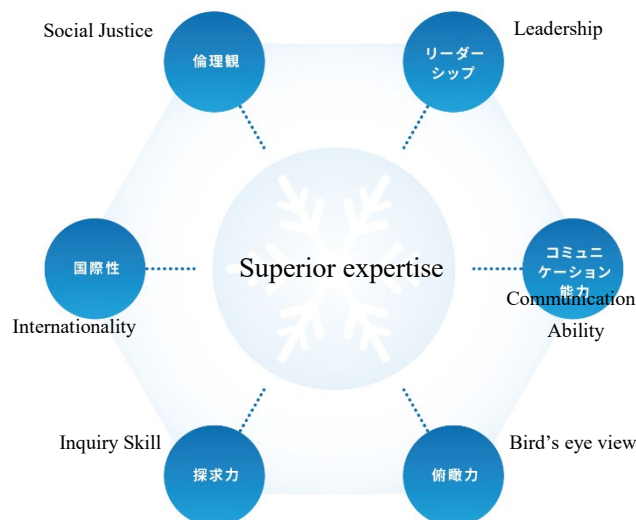 Social Justice
倫理観
リーダー
シップ
Leadership
国際性
Internationality
Superior expertise
コミュニ
ケーション
能力
Communication
Ability
Inquiry Skill
探求力
俯瞰力
Bird’s eye view